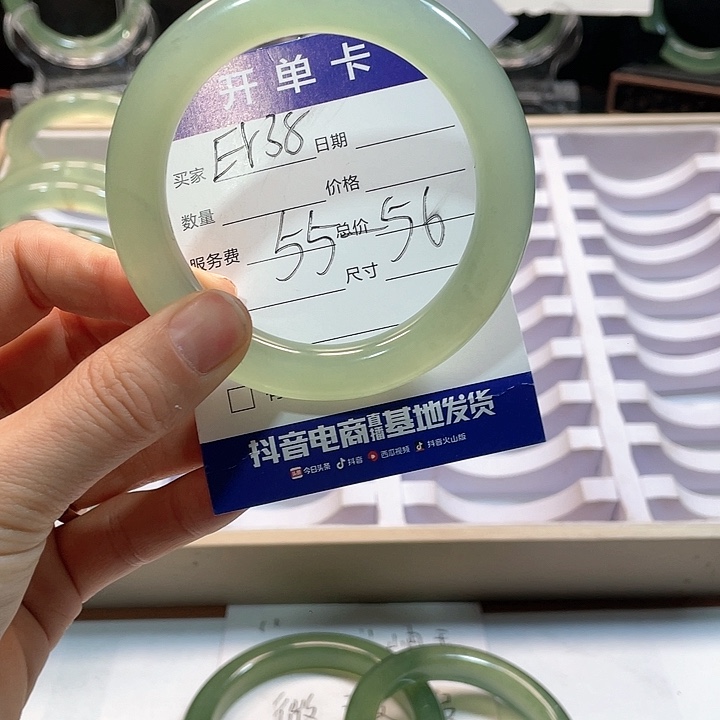 开单卡
买家 EY38 日期
数量 价格
服务费 55 总价 56
尺寸
抖音电商直播基地发货
今日头条 抖音 西瓜视频 抖音火山版
微